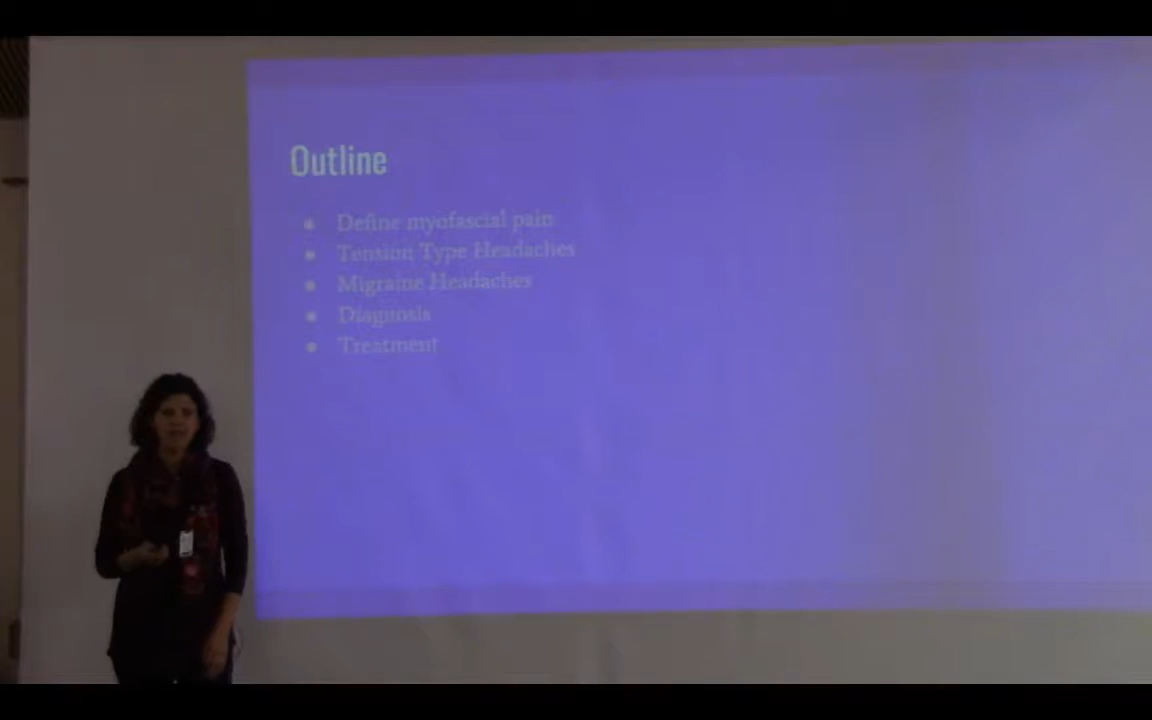 Outline
Define myofascial pain
Tension Type Headaches
Migraine Headaches
Diagnosis
Treatment